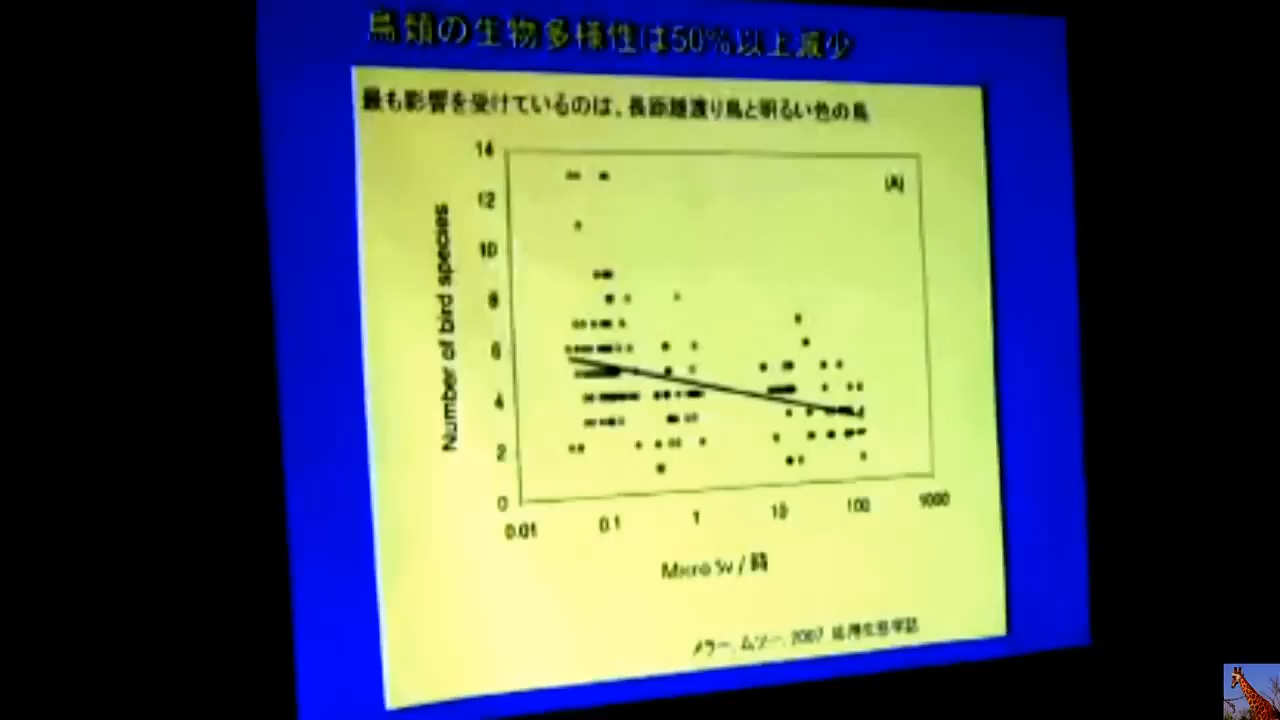 鳥類の生物多様性は50%以上減少
最も影響を受けているのは、長距離渡り鳥と明るい色の鳥
14
12
10
8
6
4
2
0
Number of bird species
(A)
0.01 0.1 1 10 100 1000
Micro Sv / 時
メラー、ムソー、2007 応用生態学誌